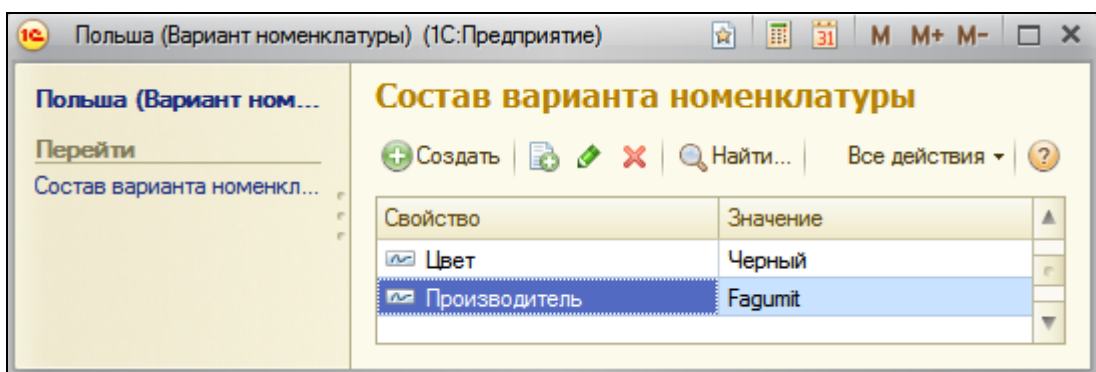 Польша (Вариант номенклатуры) (1С:Предприятие)
31 M M+ M-
Польша (Вариант ном...
Перейти
Состав варианта номенкл...
Состав варианта номенклатуры
Создать Найти... Все действия ?
Свойство Значение
Цвет Черный
Производитель Fagumit